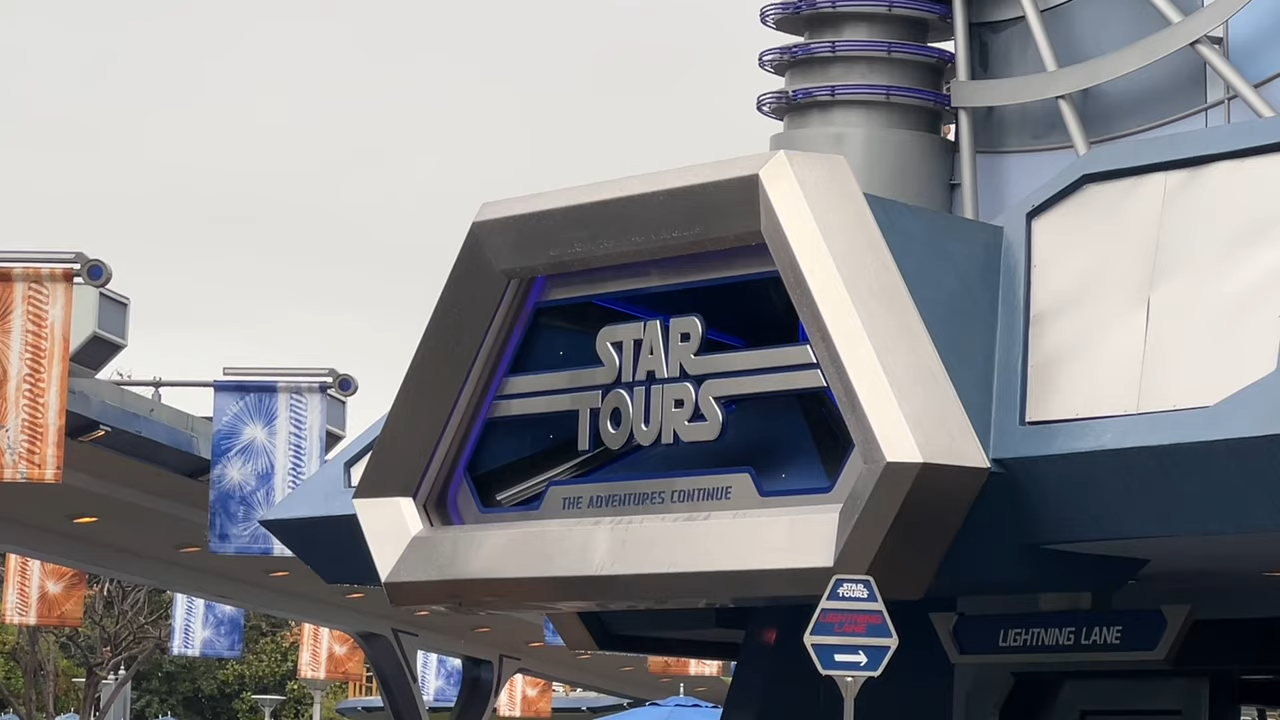 STAR
TOURS
THE ADVENTURES CONTINUE
TOMORROWLAND
STAR
TOURS
LIGHTNING
LANE
LIGHTNING LANE